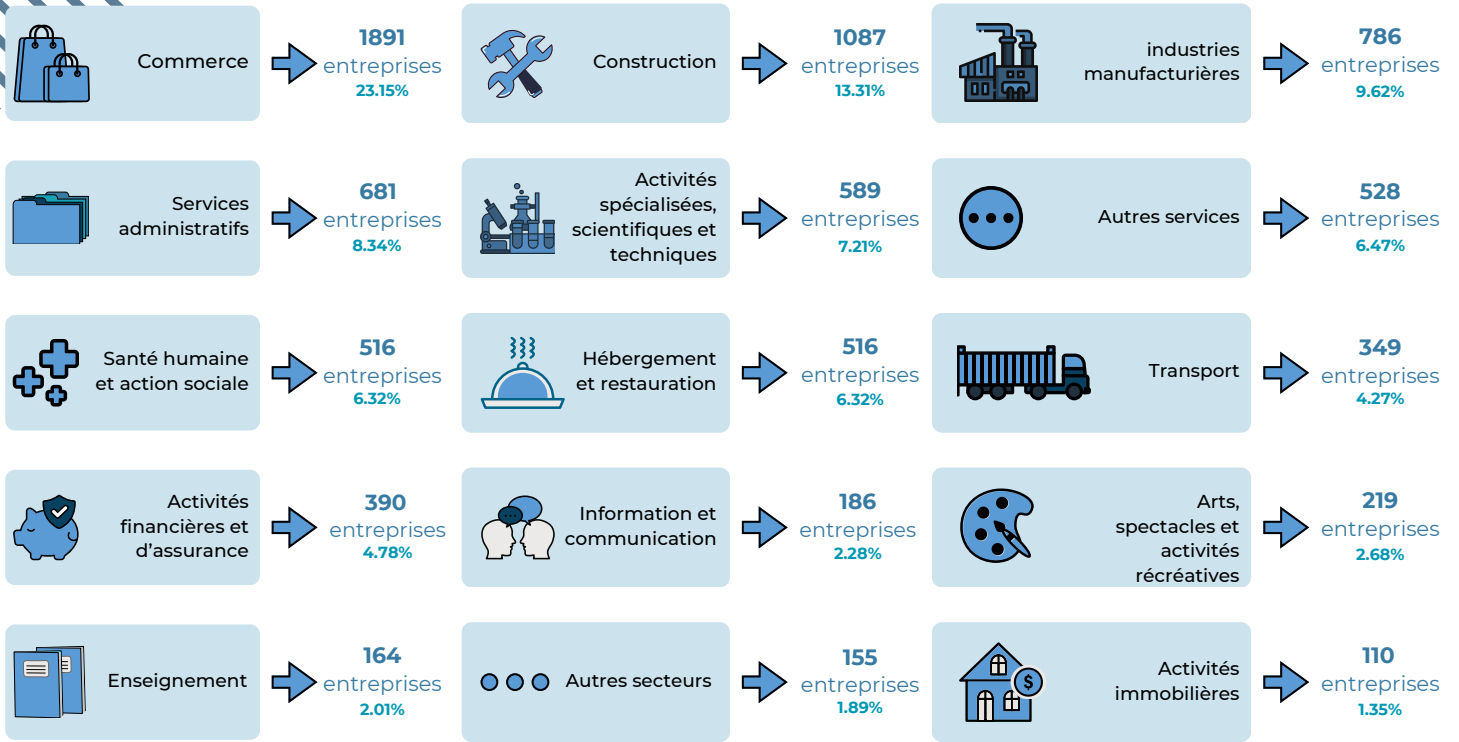 Commerce
1891
entreprises
23.15%
Construction
1087
entreprises
13.31%
industries
manufacturières
786
entreprises
9.62%
Services
administratifs
681
entreprises
8.34%
Activités
spécialisées,
scientifiques et
techniques
589
entreprises
7.21%
Autres services
528
entreprises
6.47%
Santé humaine
et action sociale
516
entreprises
6.32%
Hébergement
et restauration
516
entreprises
6.32%
Transport
349
entreprises
4.27%
Activités
financières et
d'assurance
390
entreprises
4.78%
Information et
communication
186
entreprises
2.28%
Arts,
spectacles et
activités
récréatives
219
entreprises
2.68%
Enseignement
164
entreprises
2.01%
Autres secteurs
155
entreprises
1.89%
$
Activités
immobilières
110
entreprises
1.35%